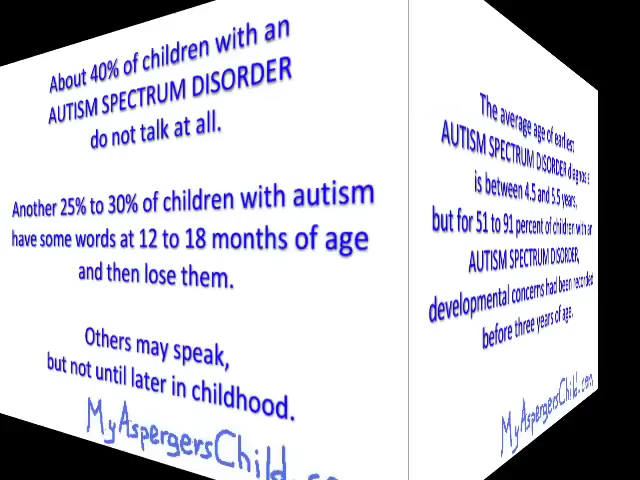 About 40% of children with an
AUTISM SPECTRUM DISORDER
do not talk at all.
Another 25% to 30% of children with autism
have some words at 12 to 18 months of age
and then lose them.
Others may speak,
but not until later in childhood.
MyAspergersChild.co
The average age of earliest
AUTISM SPECTRUM DISORDER diagnosis
is between 4.5 and 5.5 years,
but for 51 to 91 percent of children with an
AUTISM SPECTRUM DISORDER,
developmental concerns had been recorded
before three years of age.
MyAspergersChild.com